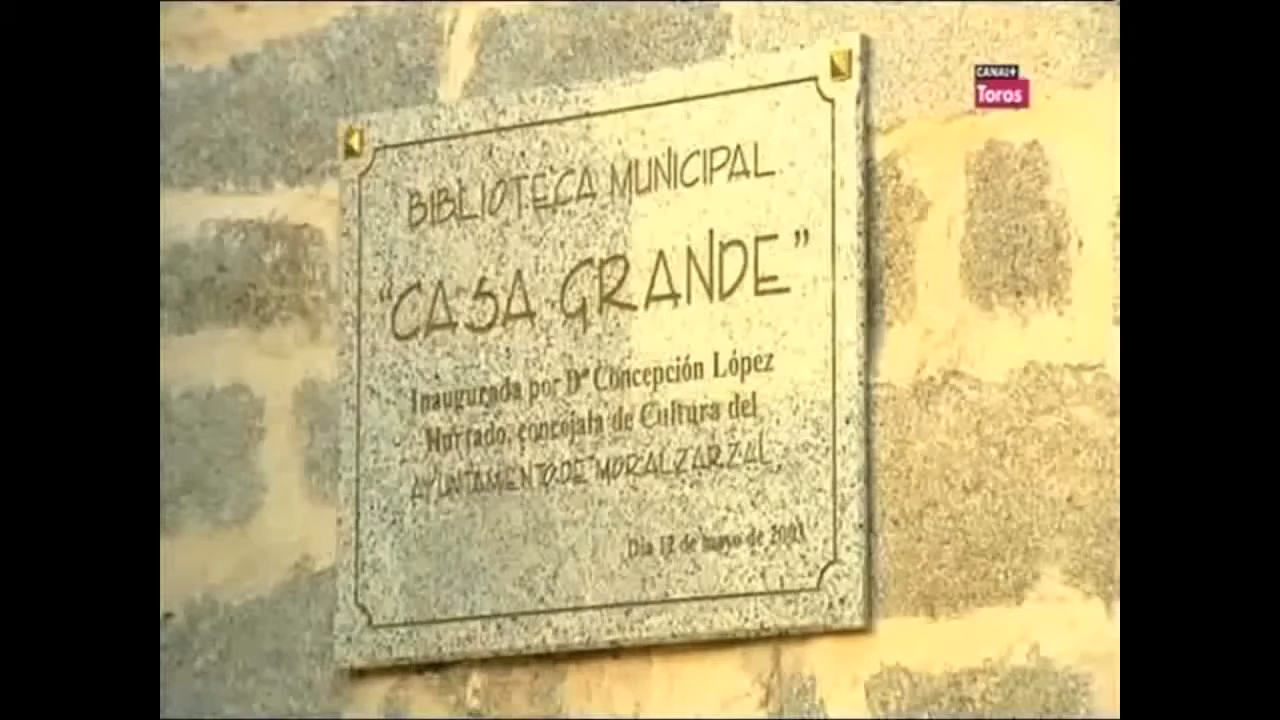 CANAL+
Toros
BIBLIOTECA MUNICIPAL
“CASA GRANDE”
Inaugurada por Dª Concepción López
Hurtado, concejala de Cultura del
AYUNTAMIENTO DE MORALZARZAL
Día 12 de mayo de